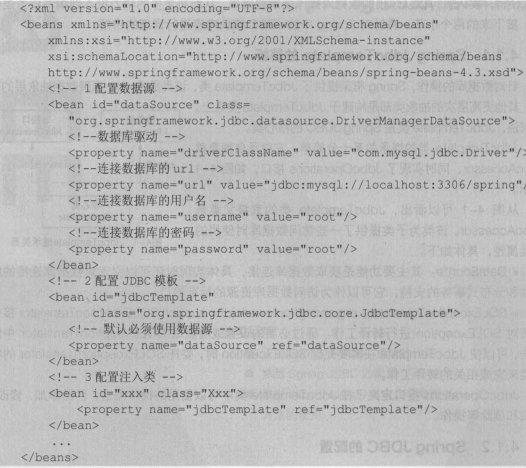 <?xml version="1.0" encoding="UTF-8"?>
<beans xmlns="http://www.springframework.org/schema/beans"
xmlns:xsi="http://www.w3.org/2001/XMLSchema-instance"
xsi:schemaLocation="http://www.springframework.org/schema/beans
http://www.springframework.org/schema/beans/spring-beans-4.3.xsd">
<!-- 1 配置数据源 -->
<bean id="dataSource" class=
"org.springframework.jdbc.datasource.DriverManagerDataSource">
<!--数据库驱动 -->
<property name="driverClassName" value="com.mysql.jdbc.Driver"/>
<!--连接数据库的 url -->
<property name="url" value="jdbc:mysql://localhost:3306/spring"/
<!--连接数据库的用户名 -->
<property name="username" value="root"/>
<!--连接数据库的密码 -->
<property name="password" value="root"/>
</bean>
<!-- 2 配置 JDBC 模板 -->
<bean id="jdbcTemplate"
class="org.springframework.jdbc.core.JdbcTemplate">
<!-- 默认必须使用数据源 -->
<property name="dataSource" ref="dataSource"/>
</bean>
<!-- 3 配置注入类 -->
<bean id="xxx" class="Xxx">
<property name="jdbcTemplate" ref="jdbcTemplate"/>
</bean>
...
</beans>